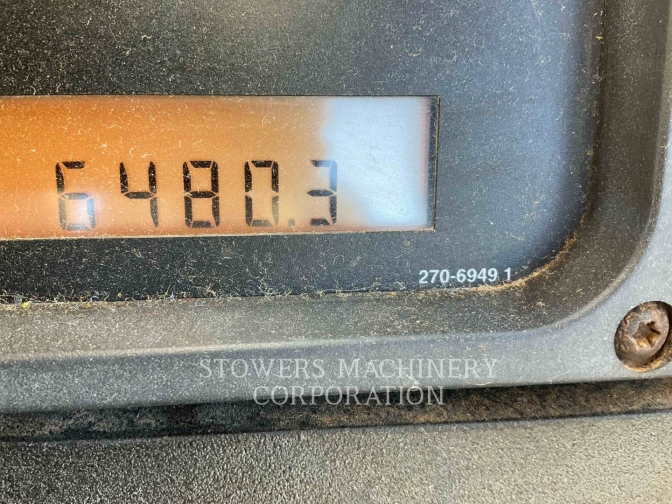 6480.3
270-6949 1
STOWERS MACHINERY
CORPORATION